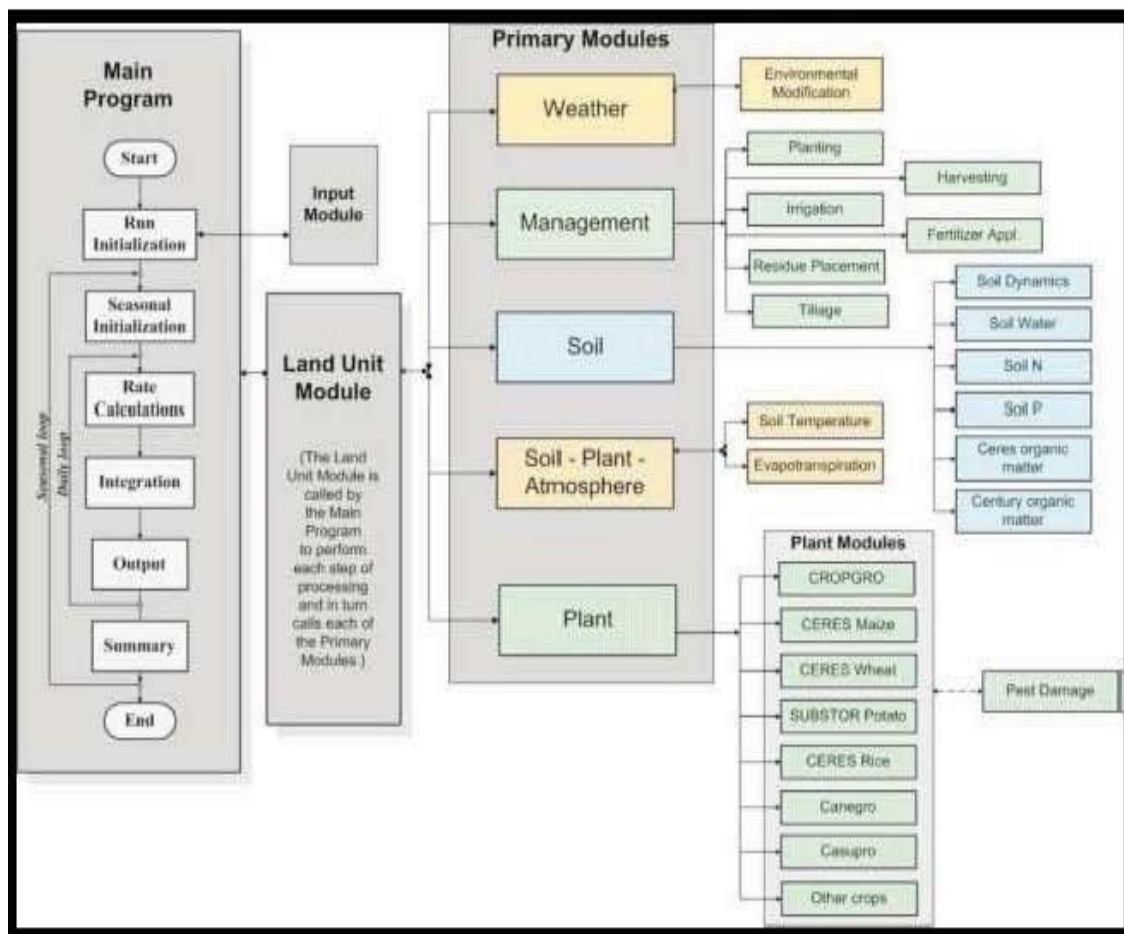 Main
Program
Start
Run
Initialization
Seasonal
Initialization
Rate
Calculations
Integration
Output
Summary
End
Seasonal loop
Daily loop
Input
Module
Land Unit
Module
(The Land
Unit Module is
called by
the Main
Program
to perform
each step of
processing
and in turn
calls each of
the Primary
Modules.)
Primary Modules
Weather
Management
Soil
Soil - Plant -
Atmosphere
Plant
Environmental
Modification
Planting
Harvesting
Irrigation
Fertilizer Appl.
Residue Placement
Tillage
Soil Dynamics
Soil Water
Soil N
Soil P
Ceres organic
matter
Century organic
matter
Soil Temperature
Evapotranspiration
Plant Modules
CROPGRO
CERES Maize
CERES Wheat
SUBSTOR Potato
CERES Rice
Canegro
Casupro
Other crops
Pest Damage